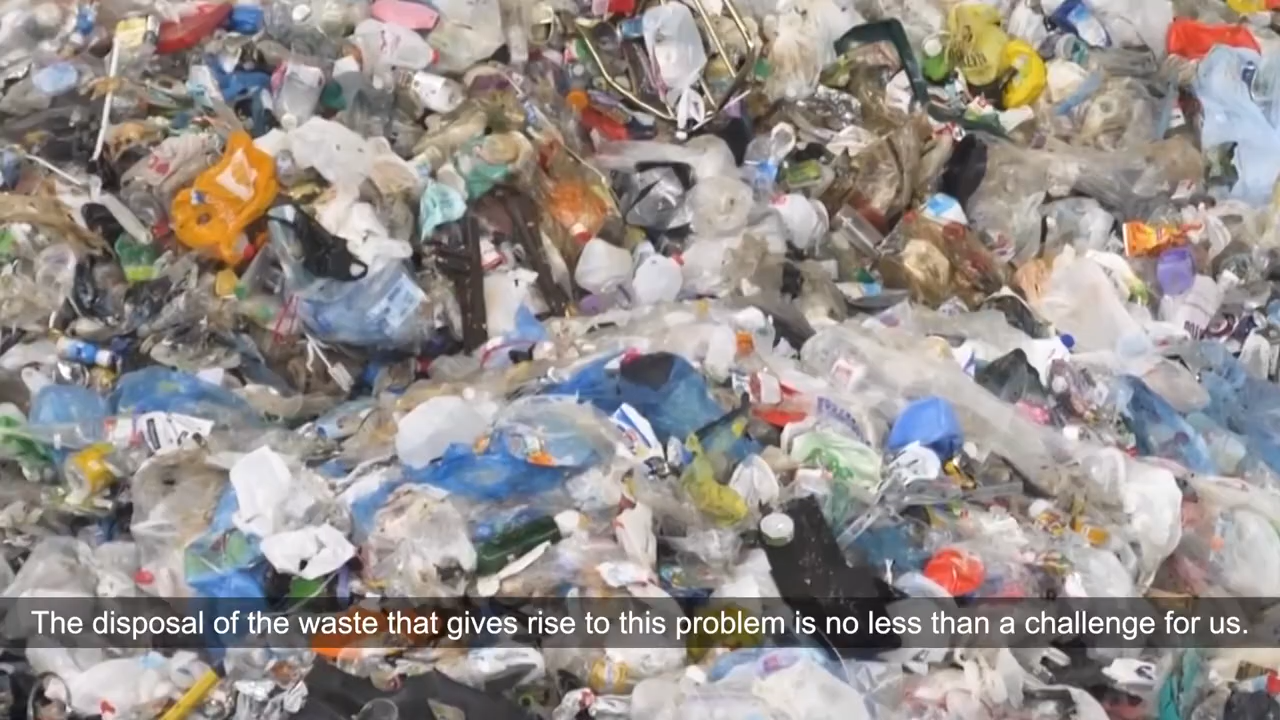 The disposal of the waste that gives rise to this problem is no less than a challenge for us.